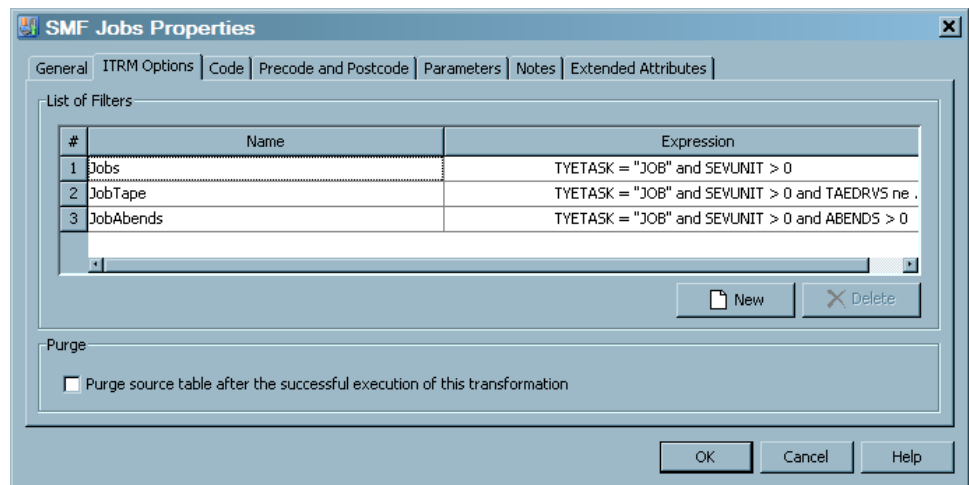 SMF Jobs Properties
General ITRM Options Code Precode and Postcode Parameters Notes Extended Attributes
List of Filters
# Name Expression
1 Jobs TYETASK = "JOB" and SEVUNIT > 0
2 JobTape TYETASK = "JOB" and SEVUNIT > 0 and TAEDRVS ne .
3 JobAbends TYETASK = "JOB" and SEVUNIT > 0 and ABENDS > 0
New Delete
Purge
Purge source table after the successful execution of this transformation
OK Cancel Help